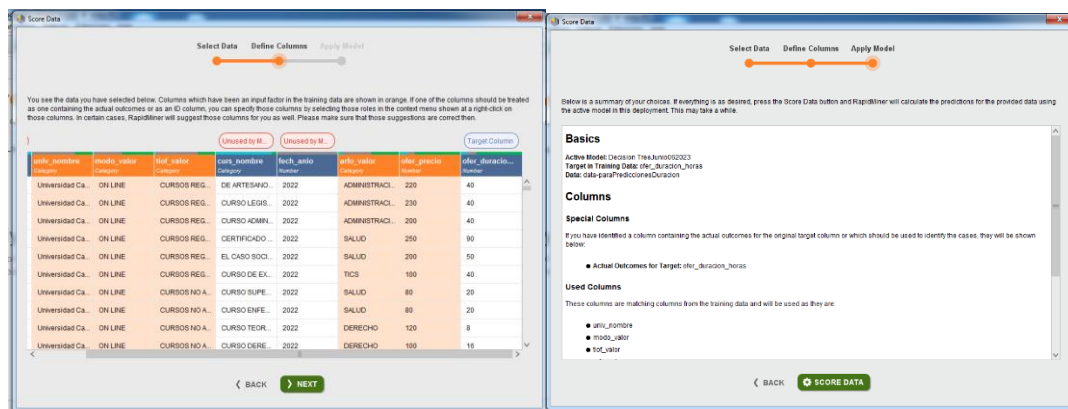 Score Data
Select Data Define Columns Apply Model
You see the data you have selected below. Columns which have been an input factor in the training data are shown in orange. If one of the columns should be treated
as one containing the actual outcomes or as an ID column, you can specify those columns by selecting those roles in the context menu shown at a right-click on
those columns. In certain cases, RapidMiner will suggest those columns for you as well. Please make sure that those suggestions are correct then.
Unused by M... Unused by M... Target Column
univ_nombre modo_valor tiof_valor curs_nombre fech_anio arlo_valor ofer_precio ofer_duracio...
Category Category Category Category Number Category Number Number
Universidad Ca... ON LINE CURSOS REG... DE ARTESANO... 2022 ADMINISTRACI... 220 40
Universidad Ca... ON LINE CURSOS REG... CURSO LEGIS... 2022 ADMINISTRACI... 230 40
Universidad Ca... ON LINE CURSOS REG... CURSO ADMIN... 2022 ADMINISTRACI... 200 40
Universidad Ca... ON LINE CURSOS REG... CERTIFICADO ... 2022 SALUD 250 90
Universidad Ca... ON LINE CURSOS REG... EL CASO SOCI... 2022 SALUD 200 50
Universidad Ca... ON LINE CURSOS REG... CURSO DE EX... 2022 TICS 100 40
Universidad Ca... ON LINE CURSOS NO A... CURSO SUPE... 2022 SALUD 80 20
Universidad Ca... ON LINE CURSOS NO A... CURSO ENFE... 2022 SALUD 80 20
Universidad Ca... ON LINE CURSOS NO A... CURSO TEOR... 2022 DERECHO 120 8
Universidad Ca... ON LINE CURSOS NO A... CURSO DERE... 2022 DERECHO 100 16
BACK NEXT
Score Data
Select Data Define Columns Apply Model
Below is a summary of your choices. If everything is as desired, press the Score Data button and RapidMiner will calculate the predictions for the provided data using
the active model in this deployment. This may take a while.
Basics
Active Model: Decision TreeJunio062023
Target in Training Data: ofer_duracion_horas
Data: data-paraPrediccionesDuracion
Columns
Special Columns
If you have identified a column containing the actual outcomes for the original target column or which should be used to identify the cases, they will be shown
below:
● Actual Outcomes for Target: ofer_duracion_horas
Used Columns
These columns are matching columns from the training data and will be used as they are:
● univ_nombre
● modo_valor
● tiof_valor
BACK SCORE DATA